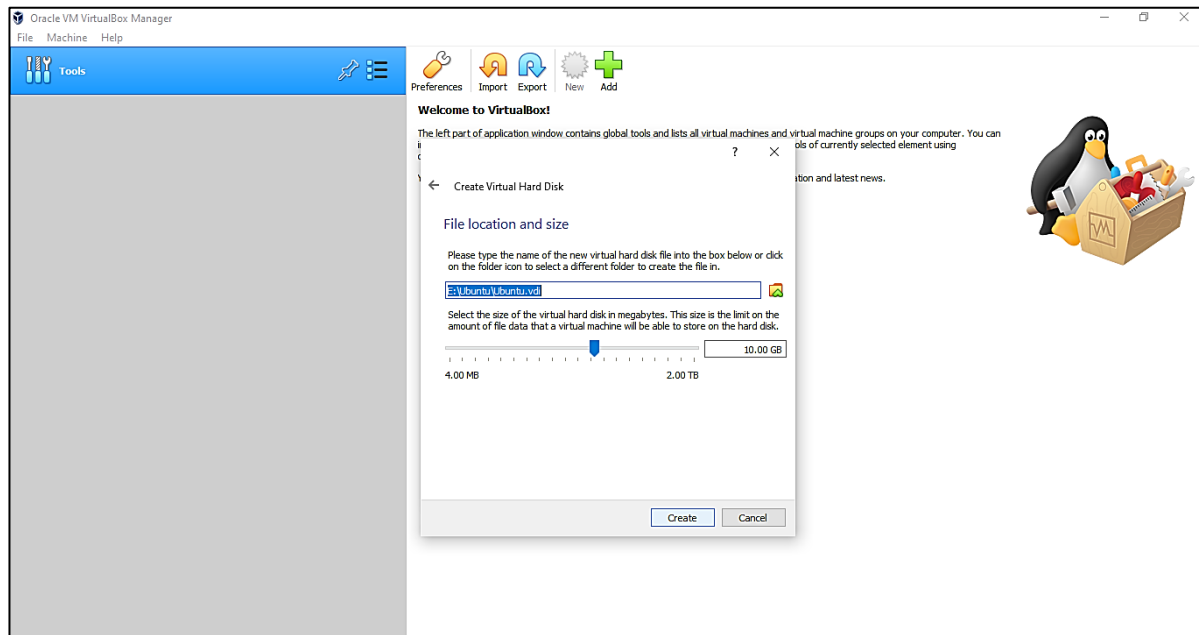 Oracle VM VirtualBox Manager
File Machine Help
Tools
Preferences Import Export New Add
Welcome to VirtualBox!
The left part of application window contains global tools and lists all virtual machines and virtual machine groups on your computer. You can
ols of currently selected element using
tion and latest news.
? ×
Create Virtual Hard Disk
File location and size
Please type the name of the new virtual hard disk file into the box below or click
on the folder icon to select a different folder to create the file in.
E:\Ubuntu\Ubuntu.vdi
Select the size of the virtual hard disk in megabytes. This size is the limit on the
amount of file data that a virtual machine will be able to store on the hard disk.
10.00 GB
4.00 MB 2.00 TB
Create Cancel